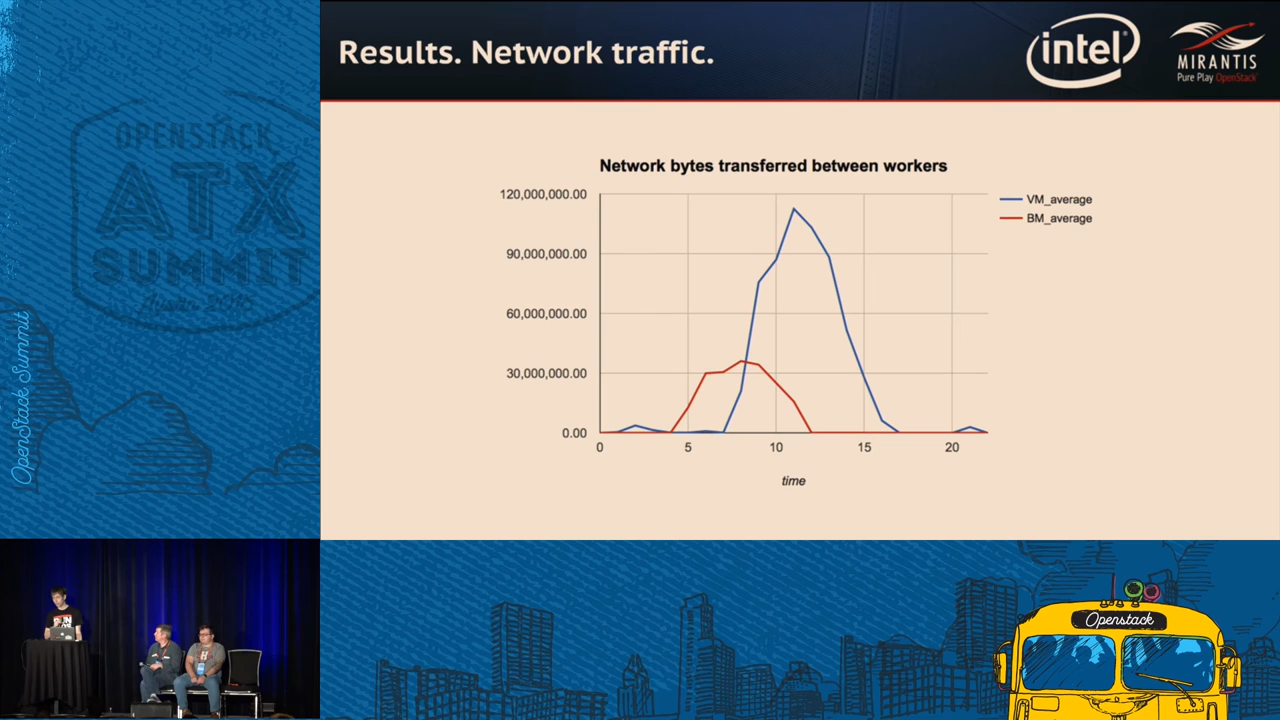 Results. Network traffic.
intel
MIRANTIS
Pure Play OpenStack
OPENSTACK
ATX
SUMMIT
OpenStack Summit
Network bytes transferred between workers
120,000,000.00
90,000,000.00
60,000,000.00
30,000,000.00
0.00
0 5 10 15 20
time
VM_average
BM_average
Openstack